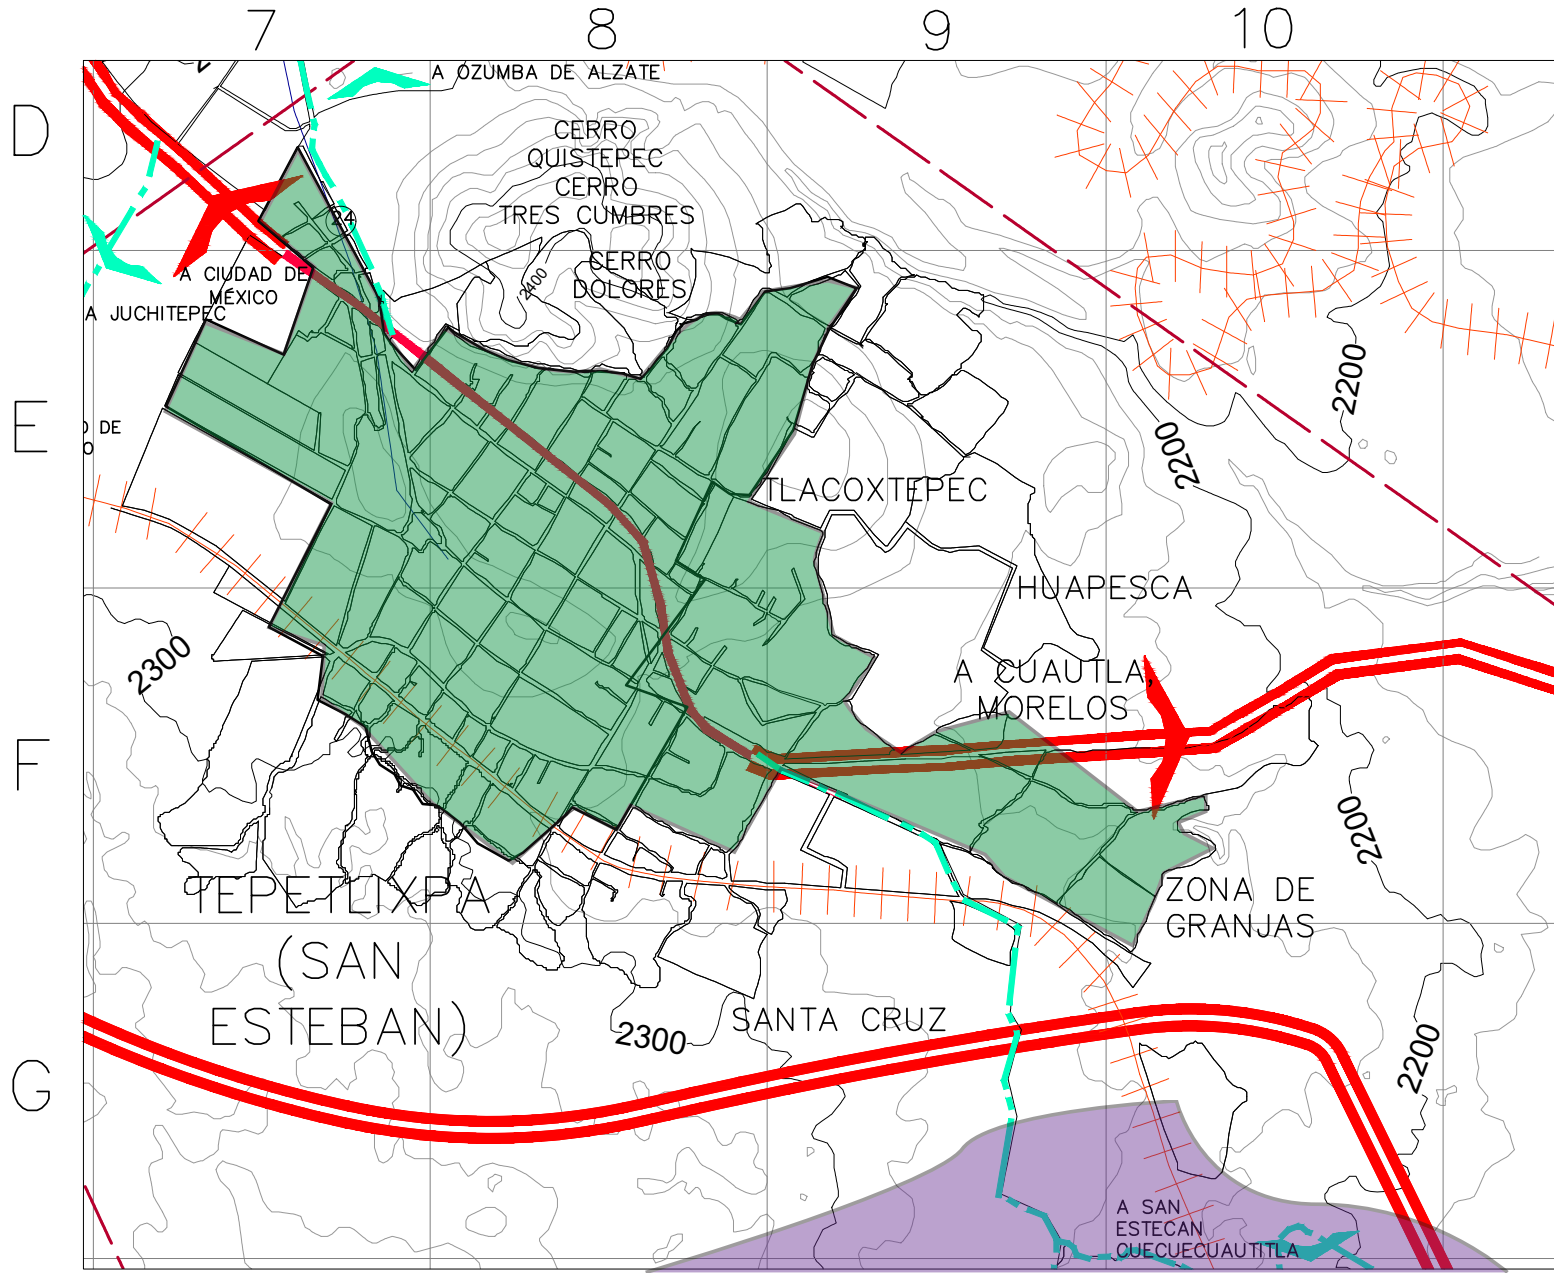 7 8 9 10
D
A OZUMBA DE ALZATE
CERRO
QUISTEPEC
CERRO
TRES CUMBRES
24
CERRO
DOLORES
2400
A CIUDAD DE
MÉXICO
A JUCHITEPEC
E
2200
O DE
O
2200
TLACOXTEPEC
HUAPESCA
2300
A CUAUTLA,
MORELOS
F
2200
TEPETLIXPA
(SAN
ESTEBAN)
ZONA DE
GRANJAS
2300
SANTA CRUZ
2200
G
A SAN
ESTECAN
CUECUECUAUTITLA